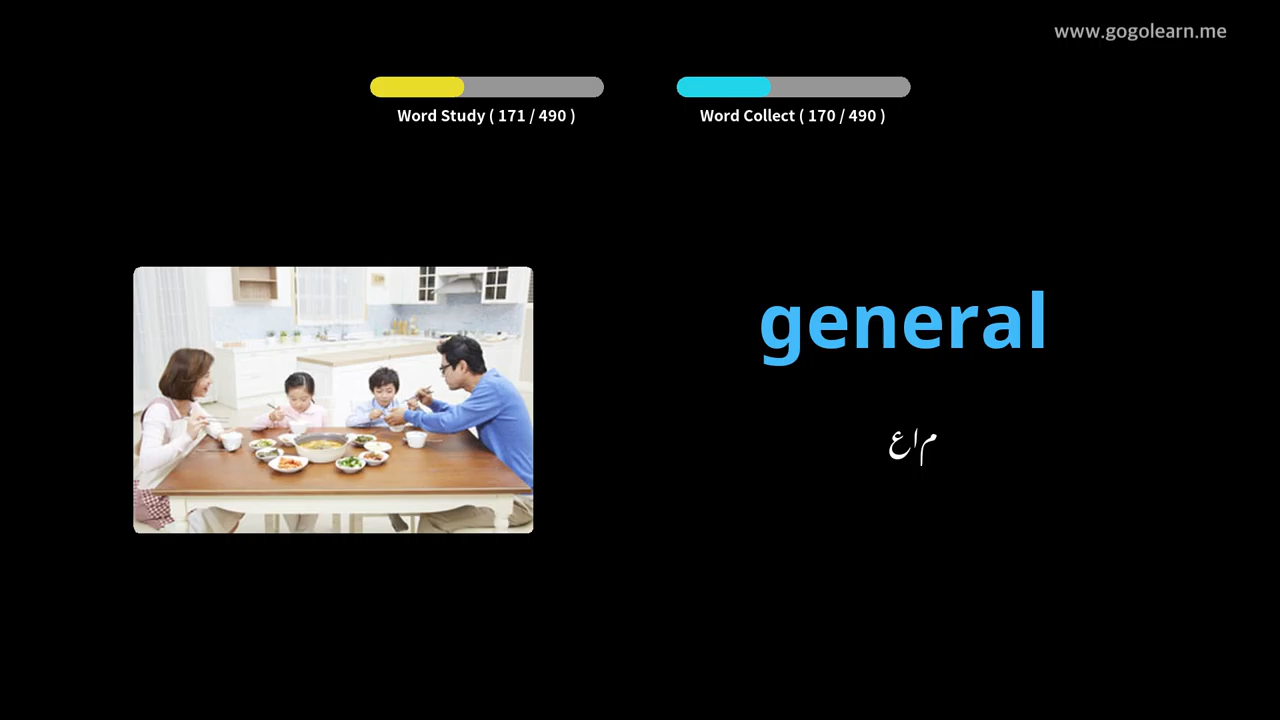 www.gogolearn.me
Word Study ( 171 / 490 )
Word Collect ( 170 / 490 )
general
عام